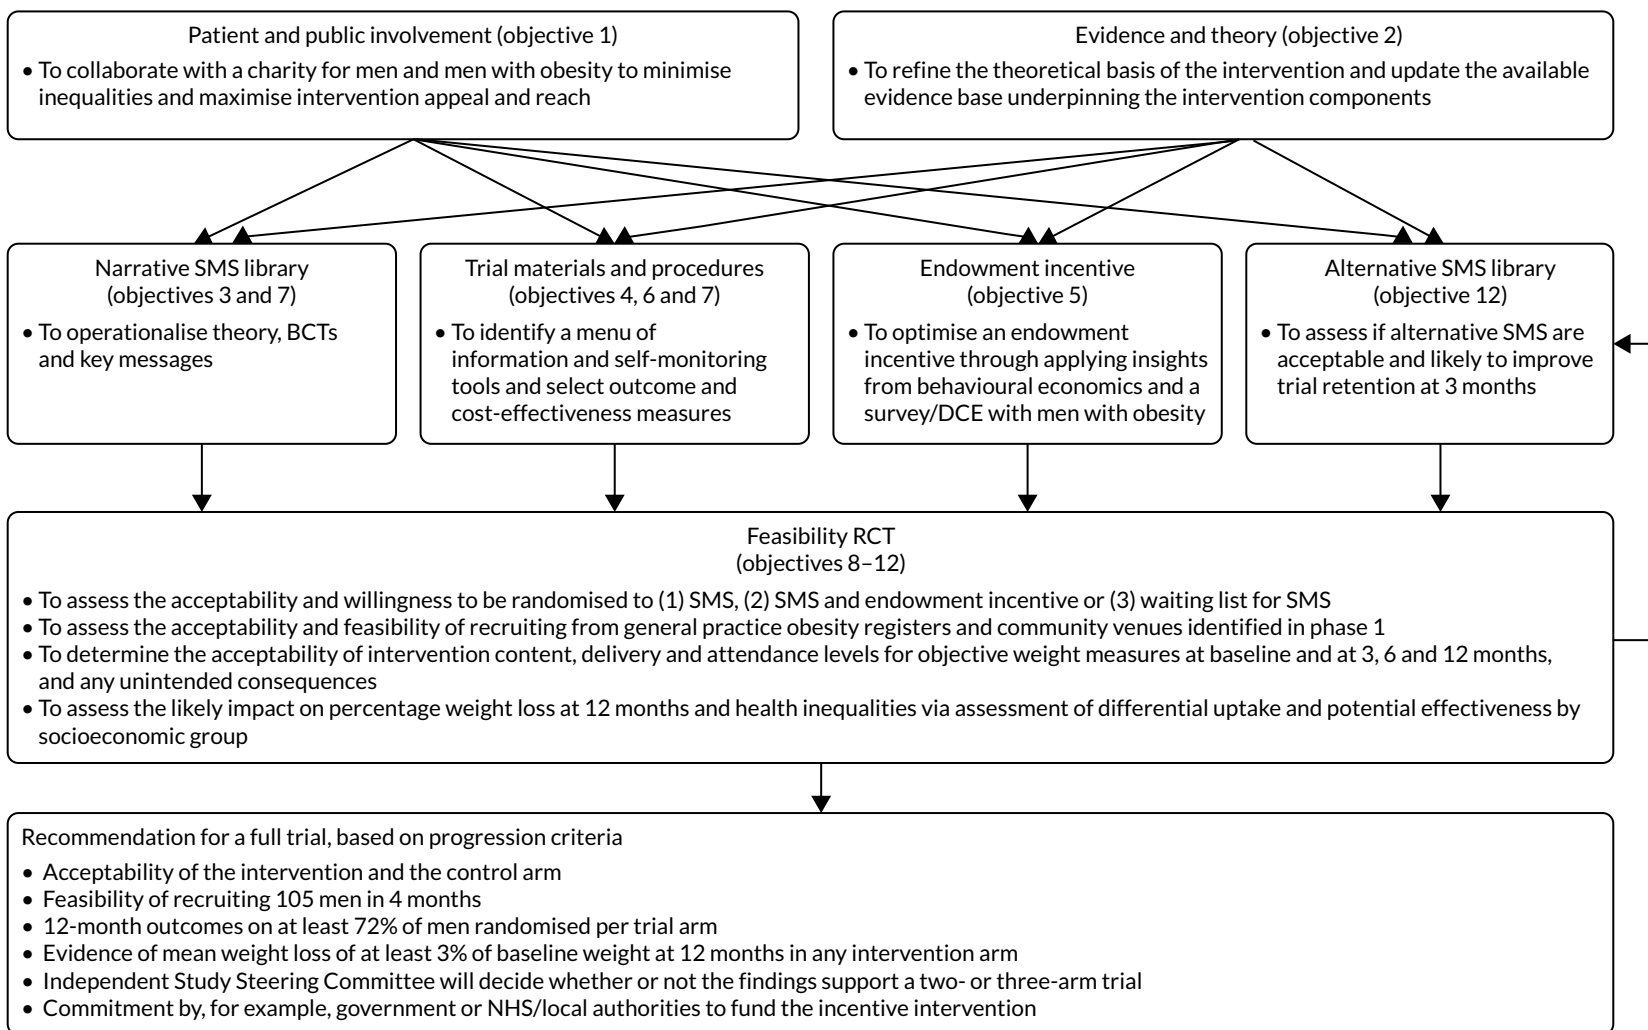 Patient and public involvement (objective 1)
• To collaborate with a charity for men and men with obesity to minimise
inequalities and maximise intervention appeal and reach
Evidence and theory (objective 2)
• To refine the theoretical basis of the intervention and update the available
evidence base underpinning the intervention components
Narrative SMS library
(objectives 3 and 7)
• To operationalise theory, BCTs
and key messages
Trial materials and procedures
(objectives 4, 6 and 7)
• To identify a menu of
information and self-monitoring
tools and select outcome and
cost-effectiveness measures
Endowment incentive
(objective 5)
• To optimise an endowment
incentive through applying insights
from behavioural economics and a
survey/DCE with men with obesity
Alternative SMS library
(objective 12)
• To assess if alternative SMS are
acceptable and likely to improve
trial retention at 3 months
Feasibility RCT
(objectives 8–12)
• To assess the acceptability and willingness to be randomised to (1) SMS, (2) SMS and endowment incentive or (3) waiting list for SMS
• To assess the acceptability and feasibility of recruiting from general practice obesity registers and community venues identified in phase 1
• To determine the acceptability of intervention content, delivery and attendance levels for objective weight measures at baseline and at 3, 6 and 12 months,
and any unintended consequences
• To assess the likely impact on percentage weight loss at 12 months and health inequalities via assessment of differential uptake and potential effectiveness by
socioeconomic group
Recommendation for a full trial, based on progression criteria
• Acceptability of the intervention and the control arm
• Feasibility of recruiting 105 men in 4 months
• 12-month outcomes on at least 72% of men randomised per trial arm
• Evidence of mean weight loss of at least 3% of baseline weight at 12 months in any intervention arm
• Independent Study Steering Committee will decide whether or not the findings support a two- or three-arm trial
• Commitment by, for example, government or NHS/local authorities to fund the incentive intervention